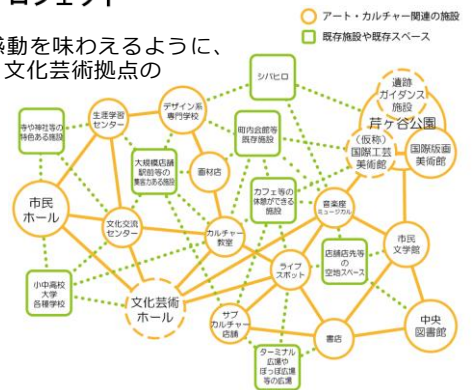 ロジェクト
感動を味わえるように、
文化芸術拠点の
アート・カルチャー関連の施設
既存施設や既存スペース
シバヒロ
デザイン系
専門学校
生涯学習
センター
寺や神社等の
特色ある施設
町内会館等
既存施設
遺跡
ガイダンス
施設
芹ヶ谷公園
(仮称)
国際工芸
美術館
国際版画
美術館
大規模店舗
駅前等の
集客力ある施設
画材店
カフェ等の
休憩ができる
施設
音楽座
ミュージカル
市民
ホール
文化交流
センター
カルチャー
教室
市民
文学館
店舗店先等
の
空地スペース
ライブ
スポット
小中高校
大学
各種学校
文化芸術
ホール
サブ
カルチャー
店舗
書店
中央
図書館
ターミナル
広場や
ぽっぽ広場
等の広場